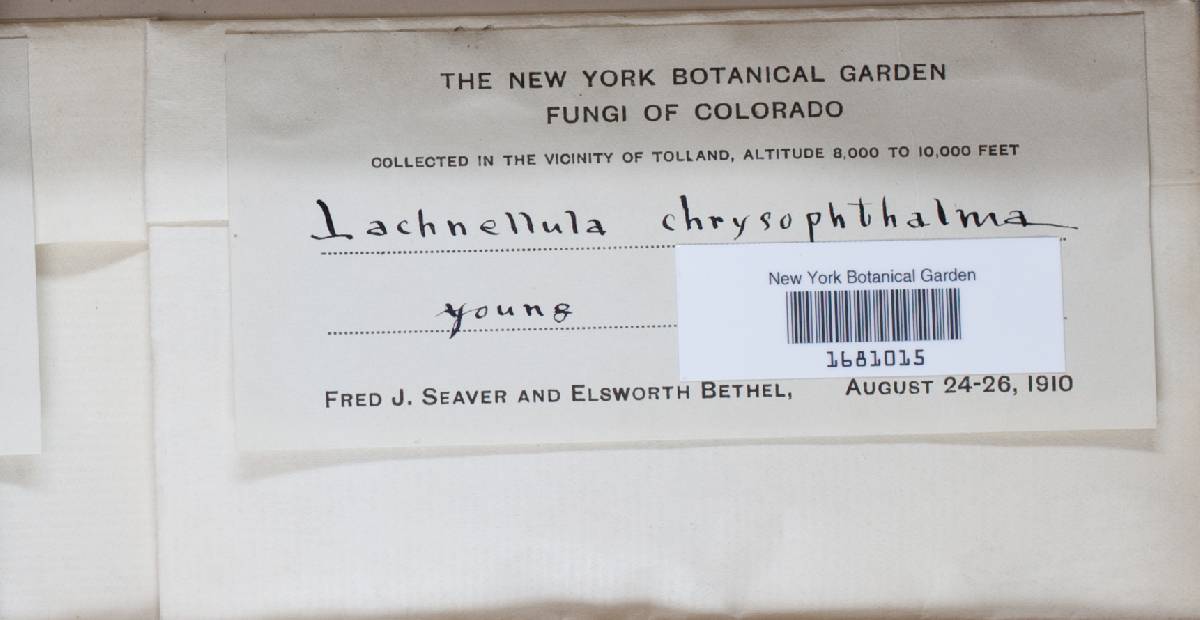 THE NEW YORK BOTANICAL GARDEN
FUNGI OF COLORADO
COLLECTED IN THE VICINITY OF TOLLAND, ALTITUDE 8,000 TO 10,000 FEET
Lachnellula chrysophthalma
young
New York Botanical Garden
1681015
FRED J. SEAVER AND ELSWORTH BETHEL, AUGUST 24-26, 1910